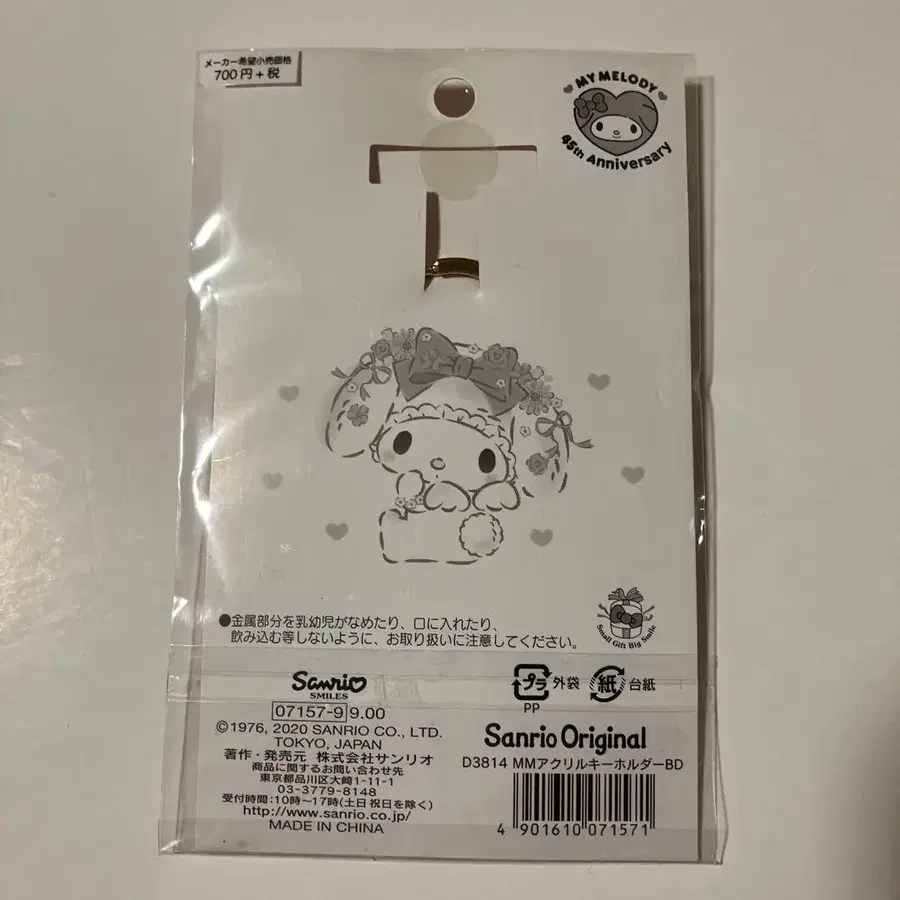 メーカー希望小売価格
700円+税
MY MELODY
45th Anniversary
●金属部分を乳幼児がなめたり、口に入れたり、
飲み込む等しないように、お取り扱いに注意してください。
Small Gift Big Smile
Sanrio
SMILES
07157-9 9.00
©1976, 2020 SANRIO CO., LTD.
TOKYO, JAPAN
著作・発売元 株式会社サンリオ
商品に関するお問い合わせ先
東京都品川区大崎1-11-1
03-3779-8148
受付時間:10時〜17時(土日祝日を除く)
http://www.sanrio.co.jp/
MADE IN CHINA
プラ 外袋 紙 台紙
PP
Sanrio Original
D3814 MMアクリルキーホルダーBD
4 901610 071571